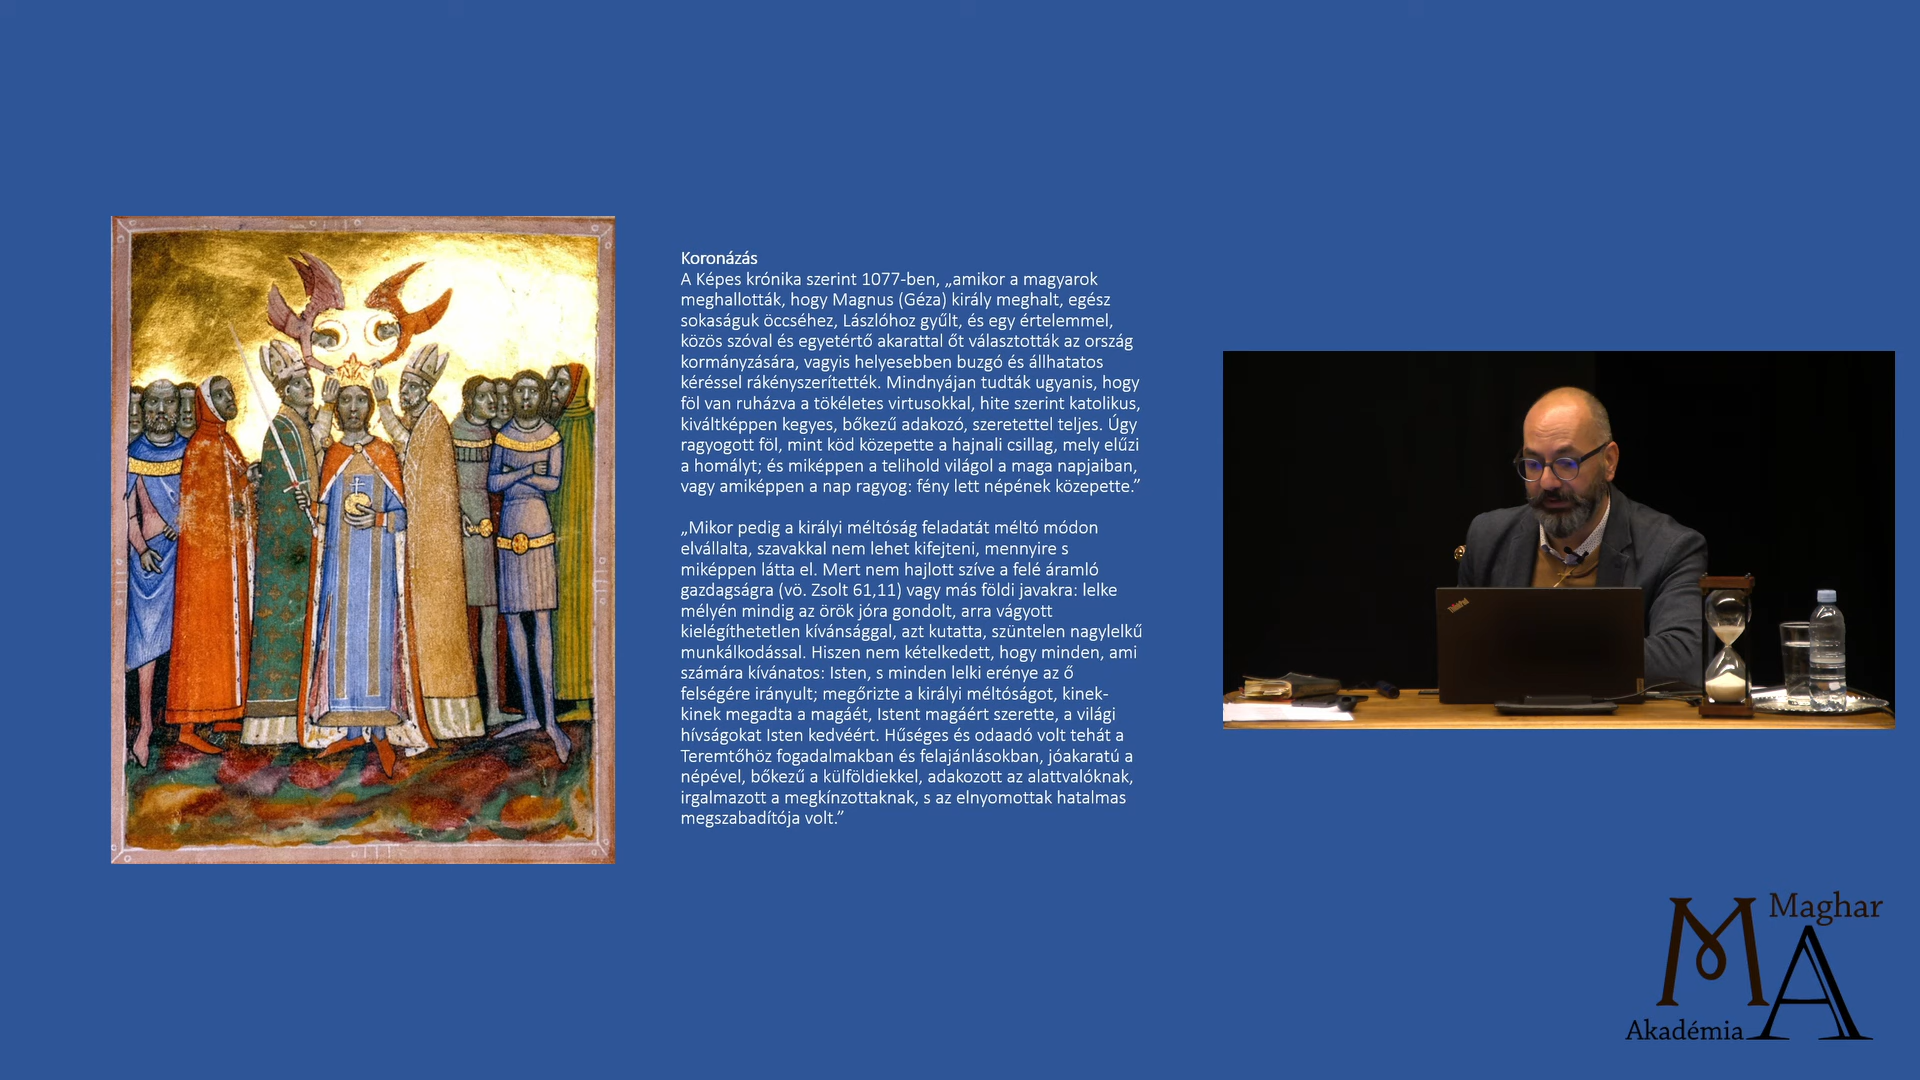 Koronázás
A Képes krónika szerint 1077-ben, „amikor a magyarok
meghallották, hogy Magnus (Géza) király meghalt, egész
sokaságuk öccséhez, Lászlóhoz gyűlt, és egy értelemmel,
közös szóval és egyetértő akarattal őt választották az ország
kormányzására, vagyis helyesebben buzgó és állhatatos
kéréssel rákényszerítették. Mindnyájan tudták ugyanis, hogy
föl van ruházva a tökéletes virtusokkal, hite szerint katolikus,
kiváltképpen kegyes, bőkezű adakozó, szeretettel teljes. Úgy
ragyogott föl, mint köd közepette a hajnali csillag, mely elűzi
a homályt; és miképpen a telihold világol a maga napjaiban,
vagy amiképpen a nap ragyog: fény lett népének közepette.”
„Mikor pedig a királyi méltóság feladatát méltó módon
elvállalta, szavakkal nem lehet kifejteni, mennyire s
miképpen látta el. Mert nem hajlott szíve a felé áramló
gazdagságra (vö. Zsolt 61,11) vagy más földi javakra: lelke
mélyén mindig az örök jóra gondolt, arra vágyott
kielégíthetetlen kívánsággal, azt kutatta, szüntelen nagylelkű
munkálkodással. Hiszen nem kételkedett, hogy minden, ami
számára kívánatos: Isten, s minden lelki erénye az ő
felségére irányult; megőrizte a királyi méltóságot, kinek-
kinek megadta a magáét, Istent magáért szerette, a világi
hívságokat Isten kedvéért. Hűséges és odaadó volt tehát a
Teremtőhöz fogadalmakban és felajánlásokban, jóakaratú a
népével, bőkezű a külföldiekkel, adakozott az alattvalóknak,
irgalmazott a megkínzottaknak, s az elnyomottak hatalmas
megszabadítója volt.”
ThinkPad
MA
Maghar
Akadémia